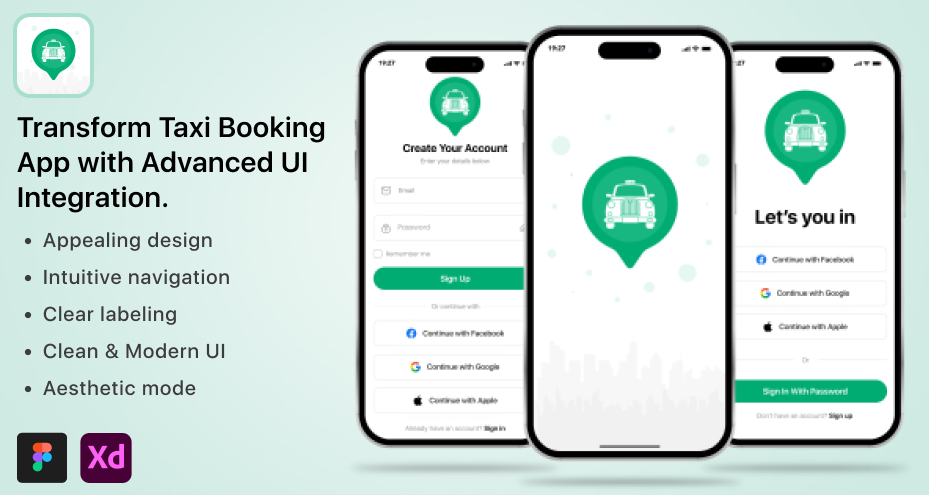 Transform Taxi Booking
App with Advanced UI
Integration.
Appealing design
Intuitive navigation
Clear labeling
Clean & Modern UI
Aesthetic mode
Xd
19:27
Create Your Account
Enter your details below
Email
Password
Remember me
Sign Up
Or continue with
Continue with Facebook
Continue with Google
Continue with Apple
Already have an account? Sign in
19:27
:27
Let's you in
Continue with Facebook
Continue with Google
Continue with Apple
Or
Sign In With Password
Don't have an account? Sign up